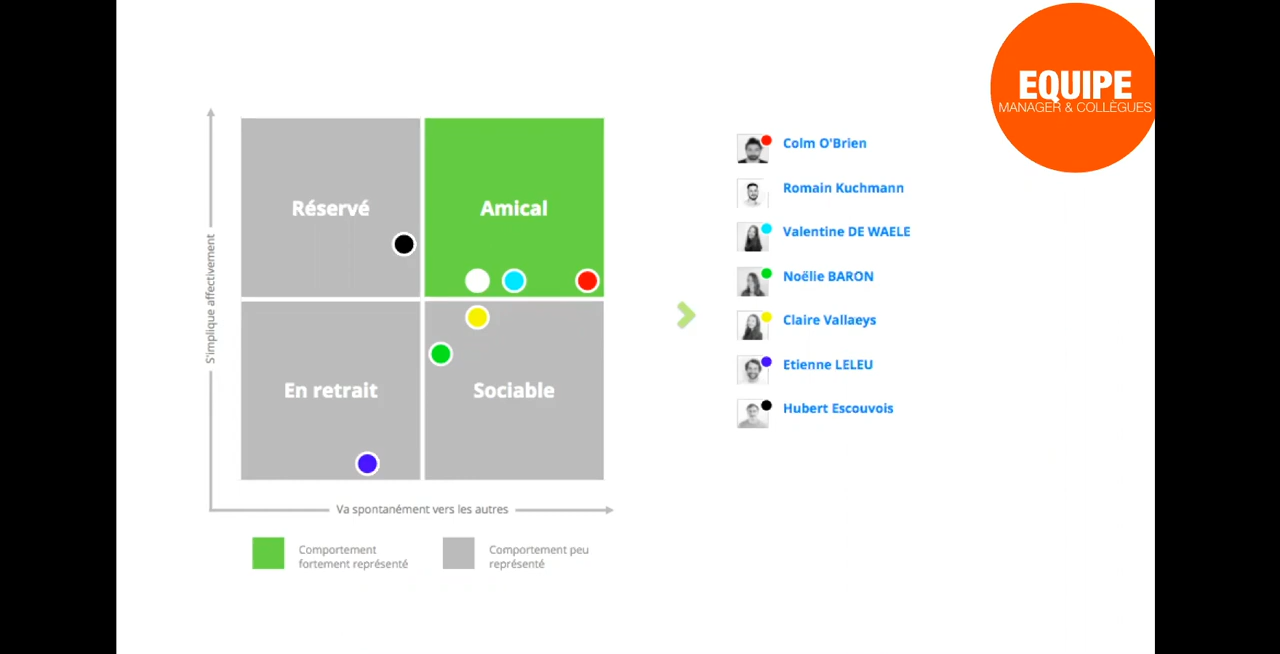 EQUIPE
MANAGER & COLLÈGUES
Réservé
Amical
En retrait
Sociable
S'implique affectivement
Va spontanément vers les autres
Comportement
fortement représenté
Comportement peu
représenté
Colm O'Brien
Romain Kuchmann
Valentine DE WAELE
Noëlie BARON
Claire Vallaeys
Etienne LELEU
Hubert Escouvois